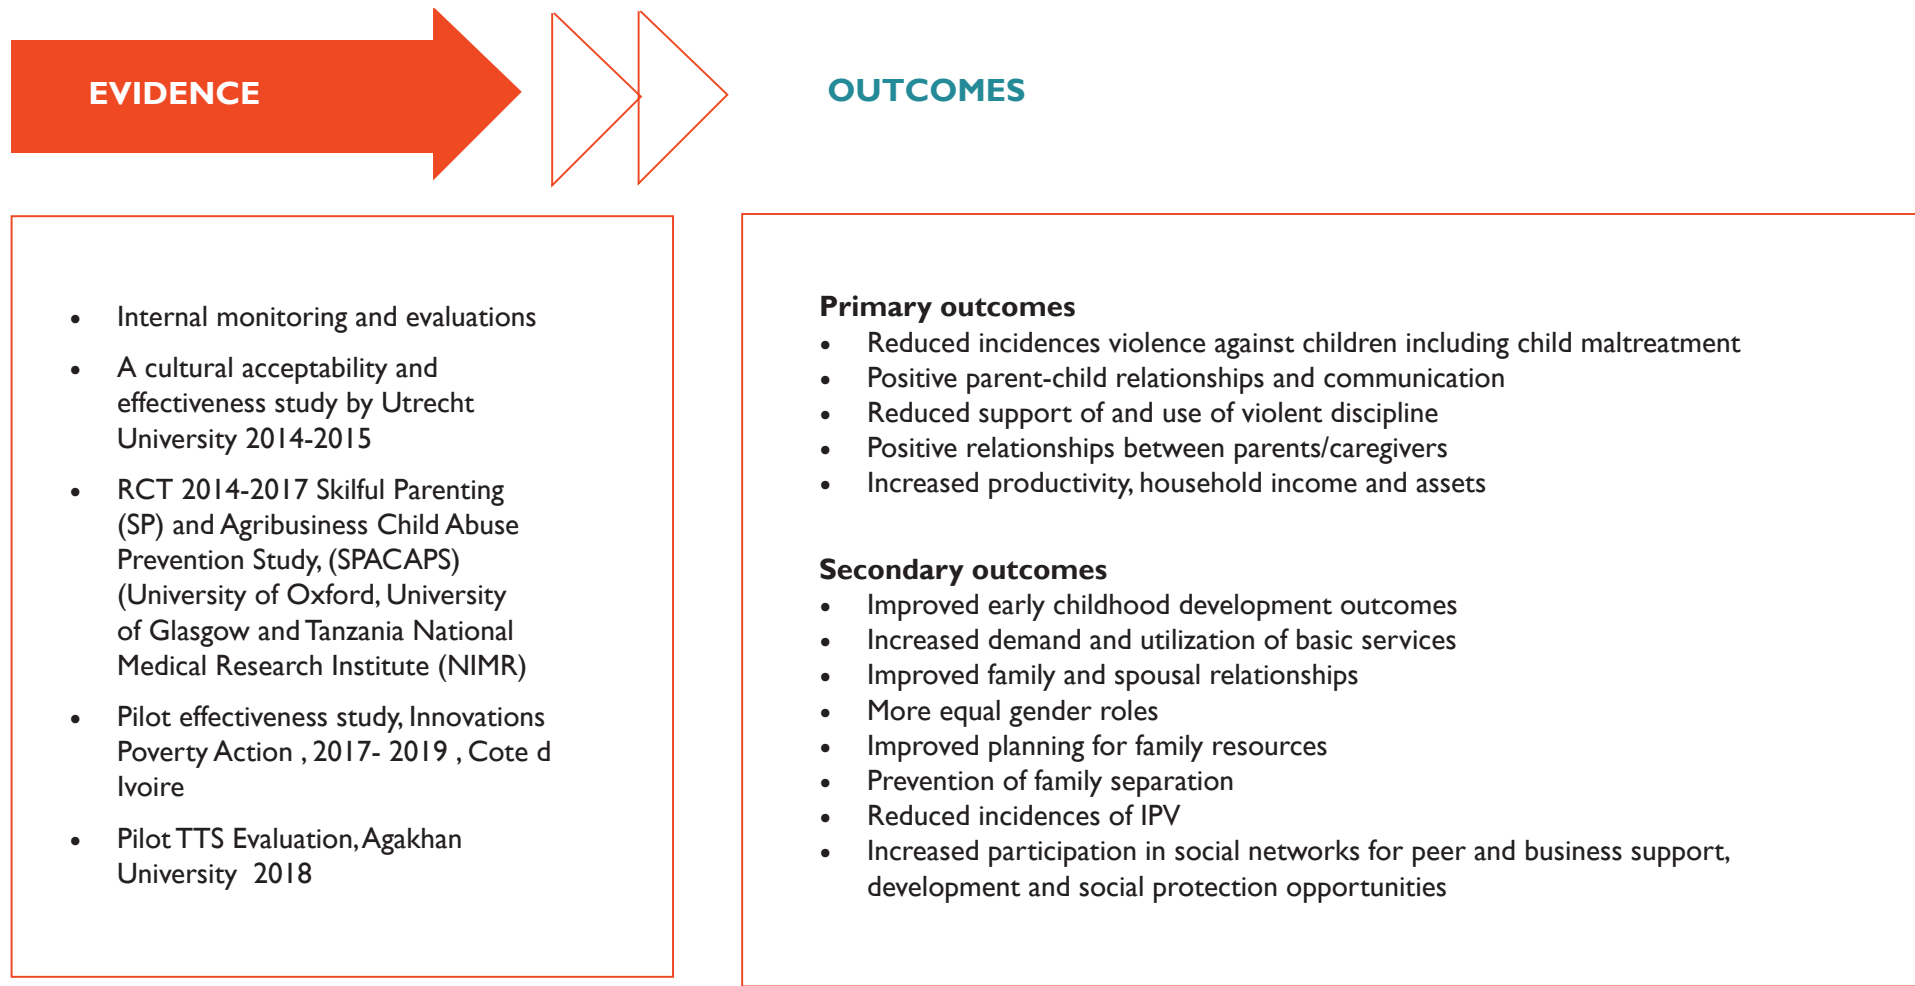 EVIDENCE
OUTCOMES
• Internal monitoring and evaluations
• A cultural acceptability and
effectiveness study by Utrecht
University 2014-2015
• RCT 2014-2017 Skilful Parenting
(SP) and Agribusiness Child Abuse
Prevention Study, (SPACAPS)
(University of Oxford, University
of Glasgow and Tanzania National
Medical Research Institute (NIMR)
• Pilot effectiveness study, Innovations
Poverty Action , 2017- 2019 , Cote d
Ivoire
• Pilot TTS Evaluation, Agakhan
University 2018
Primary outcomes
• Reduced incidences violence against children including child maltreatment
• Positive parent-child relationships and communication
• Reduced support of and use of violent discipline
• Positive relationships between parents/caregivers
• Increased productivity, household income and assets
Secondary outcomes
• Improved early childhood development outcomes
• Increased demand and utilization of basic services
• Improved family and spousal relationships
• More equal gender roles
• Improved planning for family resources
• Prevention of family separation
• Reduced incidences of IPV
• Increased participation in social networks for peer and business support,
development and social protection opportunities